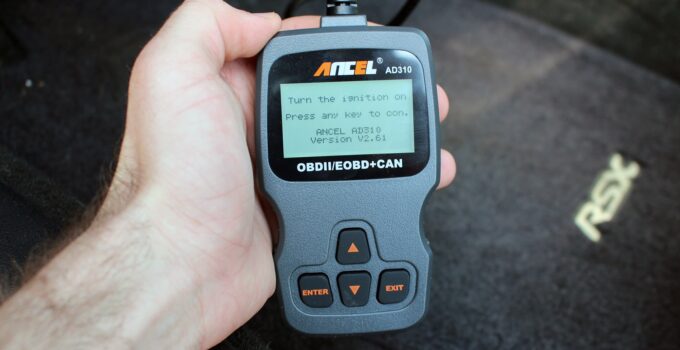 ANCEL®
AD310
Turn the ignition on
Press any key to con.
ANCEL AD310
Version V2.61
OBDII/EOBD+CAN
ENTER
EXIT
RSX